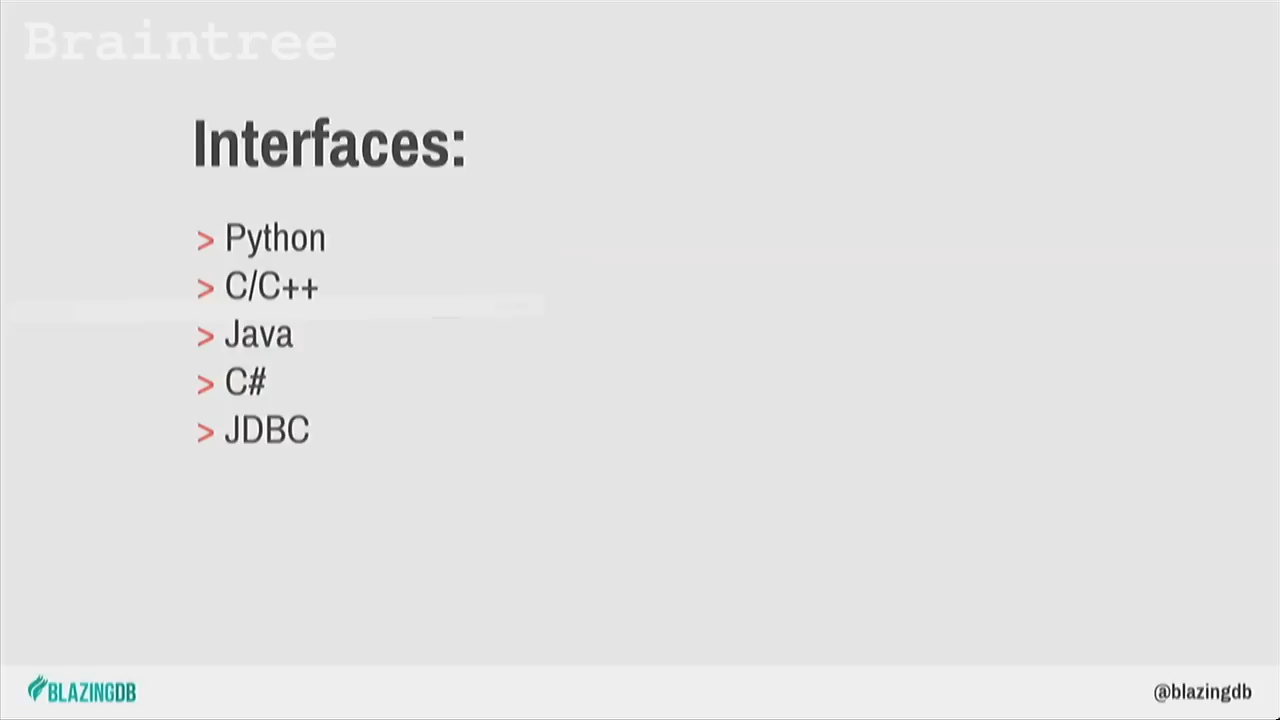 Braintree
Interfaces:
> Python
> C/C++
> Java
> C#
> JDBC
BLAZINGDB
@blazingdb